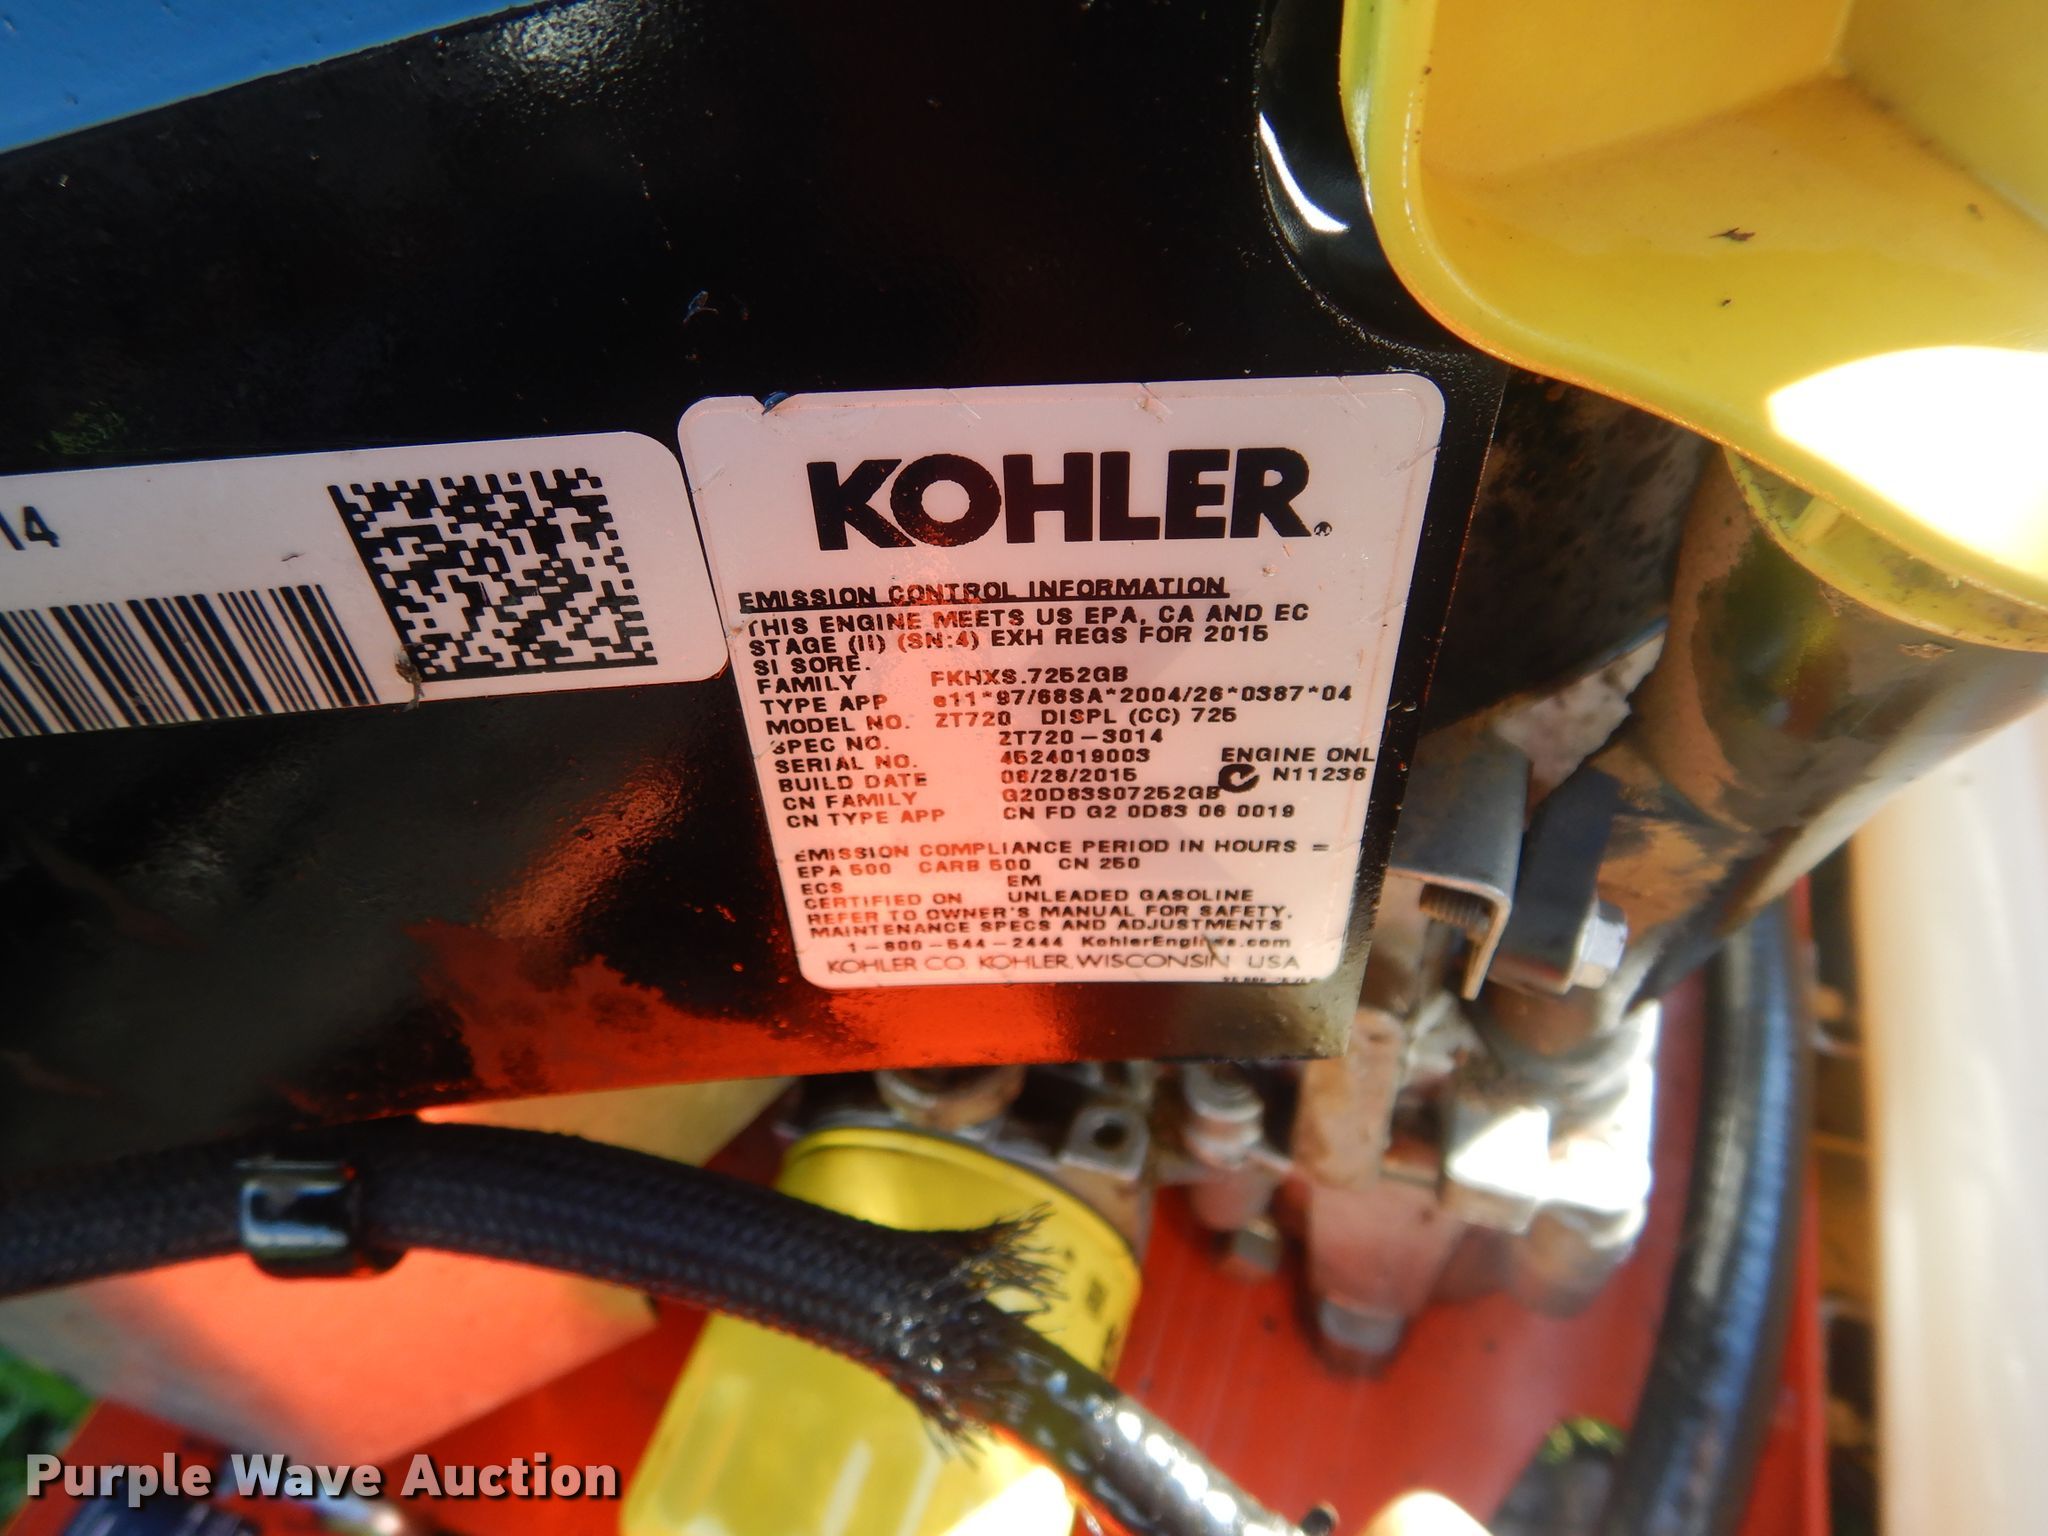 14
KOHLER.
EMISSION CONTROL INFORMATION
THIS ENGINE MEETS US EPA, CA AND EC
STAGE (II) (SN:4) EXH REGS FOR 2015
SI SORE.
FAMILY FKHXS.7252GB
TYPE APP e11*97/68SA*2004/26*0387*04
MODEL NO. ZT720 DISPL (CC) 725
SPEC NO. ZT720-3014
SERIAL NO. 4524019003 ENGINE ONL
BUILD DATE 08/28/2015 N11236
CN FAMILY G20D83S07252GB
CN TYPE APP CN FD G2 0D83 06 0019
EMISSION COMPLIANCE PERIOD IN HOURS =
EPA 500 CARB 500 CN 250
ECS EM
CERTIFIED ON UNLEADED GASOLINE
REFER TO OWNER'S MANUAL FOR SAFETY,
MAINTENANCE SPECS AND ADJUSTMENTS
1-800-544-2444 KohlerEngines.com
KOHLER CO. KOHLER, WISCONSIN USA
Purple Wave Auction